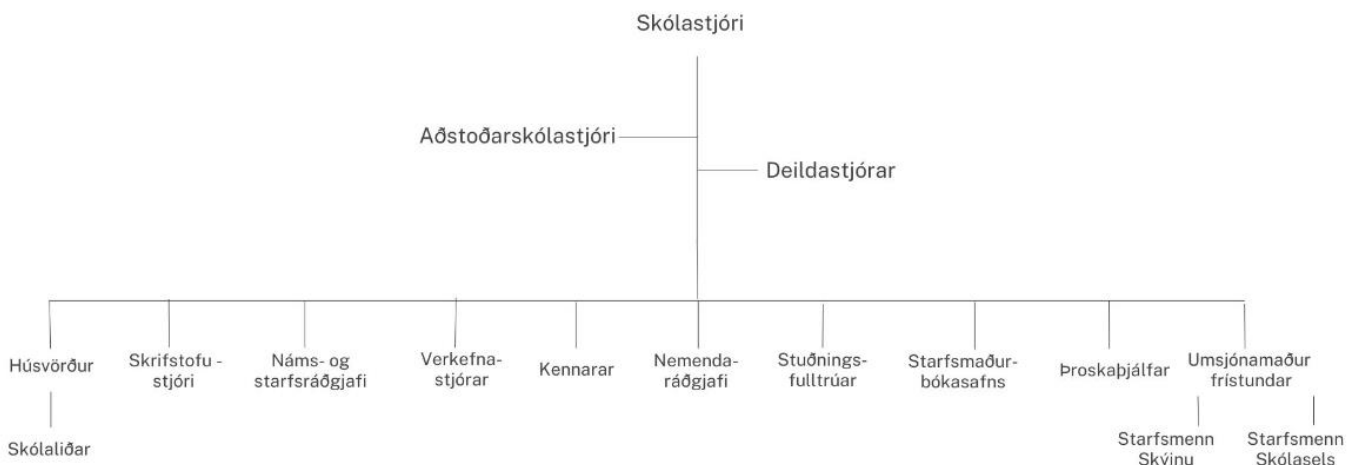 Skólastjóri
Aðstoðarskólastjóri
Deildastjórar
Húsvörður
Skrifstofu -
stjóri
Náms- og
starfsráðgjafi
Verkefna-
stjórar
Kennarar
Nemenda-
ráðgjafi
Stuðnings-
fulltrúar
Starfsmaður-
bókasafns
Þroskaþjálfar
Umsjónamaður
frístundar
Skólaliðar
Starfsmenn
Skýinu
Starfsmenn
Skólasels